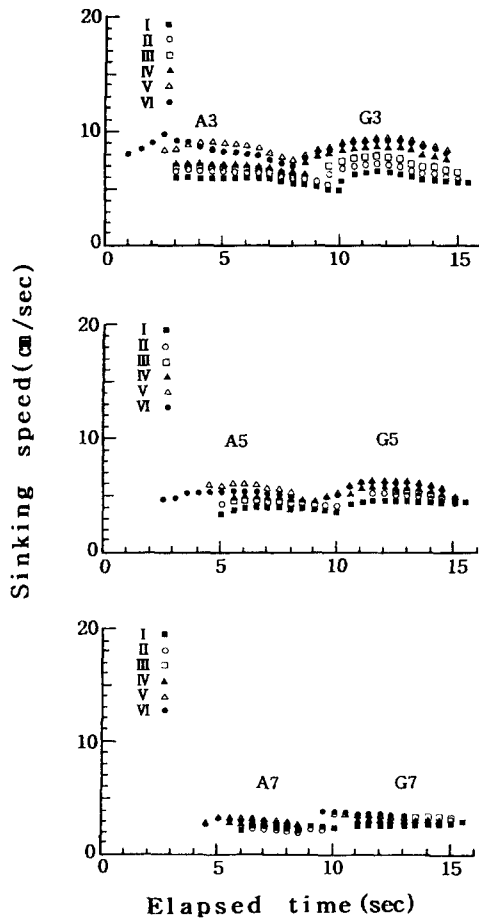 20
I ■
II ○
III □
IV ▲
V △
VI ●
A3
G3
10
0
0
5
10
15
20
I ■
II ○
III □
IV ▲
V △
VI ●
A5
G5
10
0
0
5
10
15
20
I ■
II ○
III □
IV ▲
V △
VI ●
A7
G7
10
0
0
5
10
15
Sinking speed(cm/sec)
Elapsed time(sec)